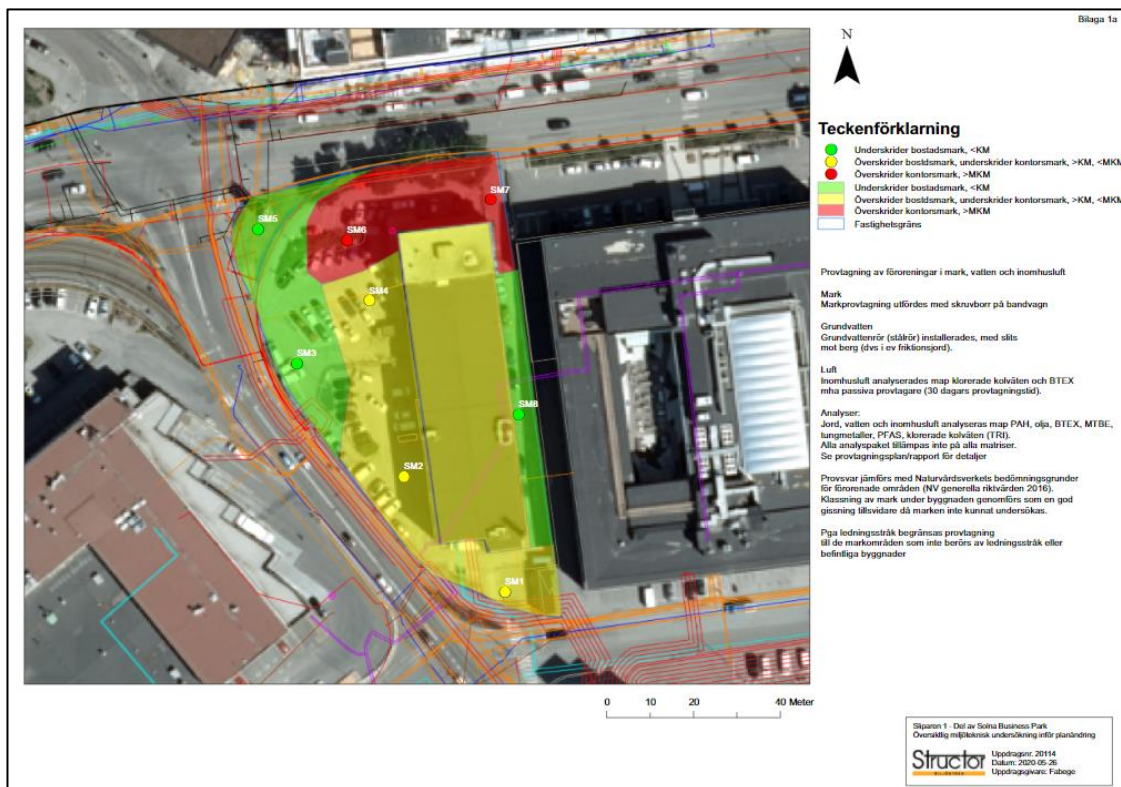 Bilaga 1a
N
Teckenförklarning
Underskrider bostadsmark, <KM
Överskrider bostdsmark, underskrider kontorsmark, >KM, <MKM
Överskrider kontorsmark, >MKM
Underskrider bostadsmark, <KM
Överskrider bostdsmark, underskrider kontorsmark, >KM, <MKM
Överskrider kontorsmark, >MKM
Fastighetsgräns
SM7
SM5
SM6
SM4
SM3
SM8
SM2
SM1
Provtagning av föroreningar i mark, vatten och inomhusluft
Mark
Markprovtagning utfördes med skruvborr på bandvagn
Grundvatten
Grundvattenrör (stålrör) installerades, med slits
mot berg (dvs i ev friktionsjord).
Luft
Inomhusluft analyserades map klorerade kolväten och BTEX
mha passiva provtagare (30 dagars provtagningstid).
Analyser:
Jord, vatten och inomhusluft analyseras map PAH, olja, BTEX, MTBE,
tungmetaller, PFAS, klorerade kolväten (TRI).
Alla analyspaket tillämpas inte på alla matriser.
Se provtagningsplan/rapport för detaljer
Provsvar jämförs med Naturvårdsverkets bedömningsgrunder
för förorenade områden (NV generella riktvärden 2016).
Klassning av mark under byggnaden genomförs som en god
gissning tillsvidare då marken inte kunnat undersökas.
Pga ledningsstråk begränsas provtagning
till de markområden som inte berörs av ledningsstråk eller
befintliga byggnader
0 10 20 40 Meter
Sliparen 1 - Del av Solna Business Park
Översiktlig miljöteknisk undersökning inför planändring
Structor
Uppdragsnr. 20114
Datum: 2020-05-26
Uppdragsgivare: Fabege